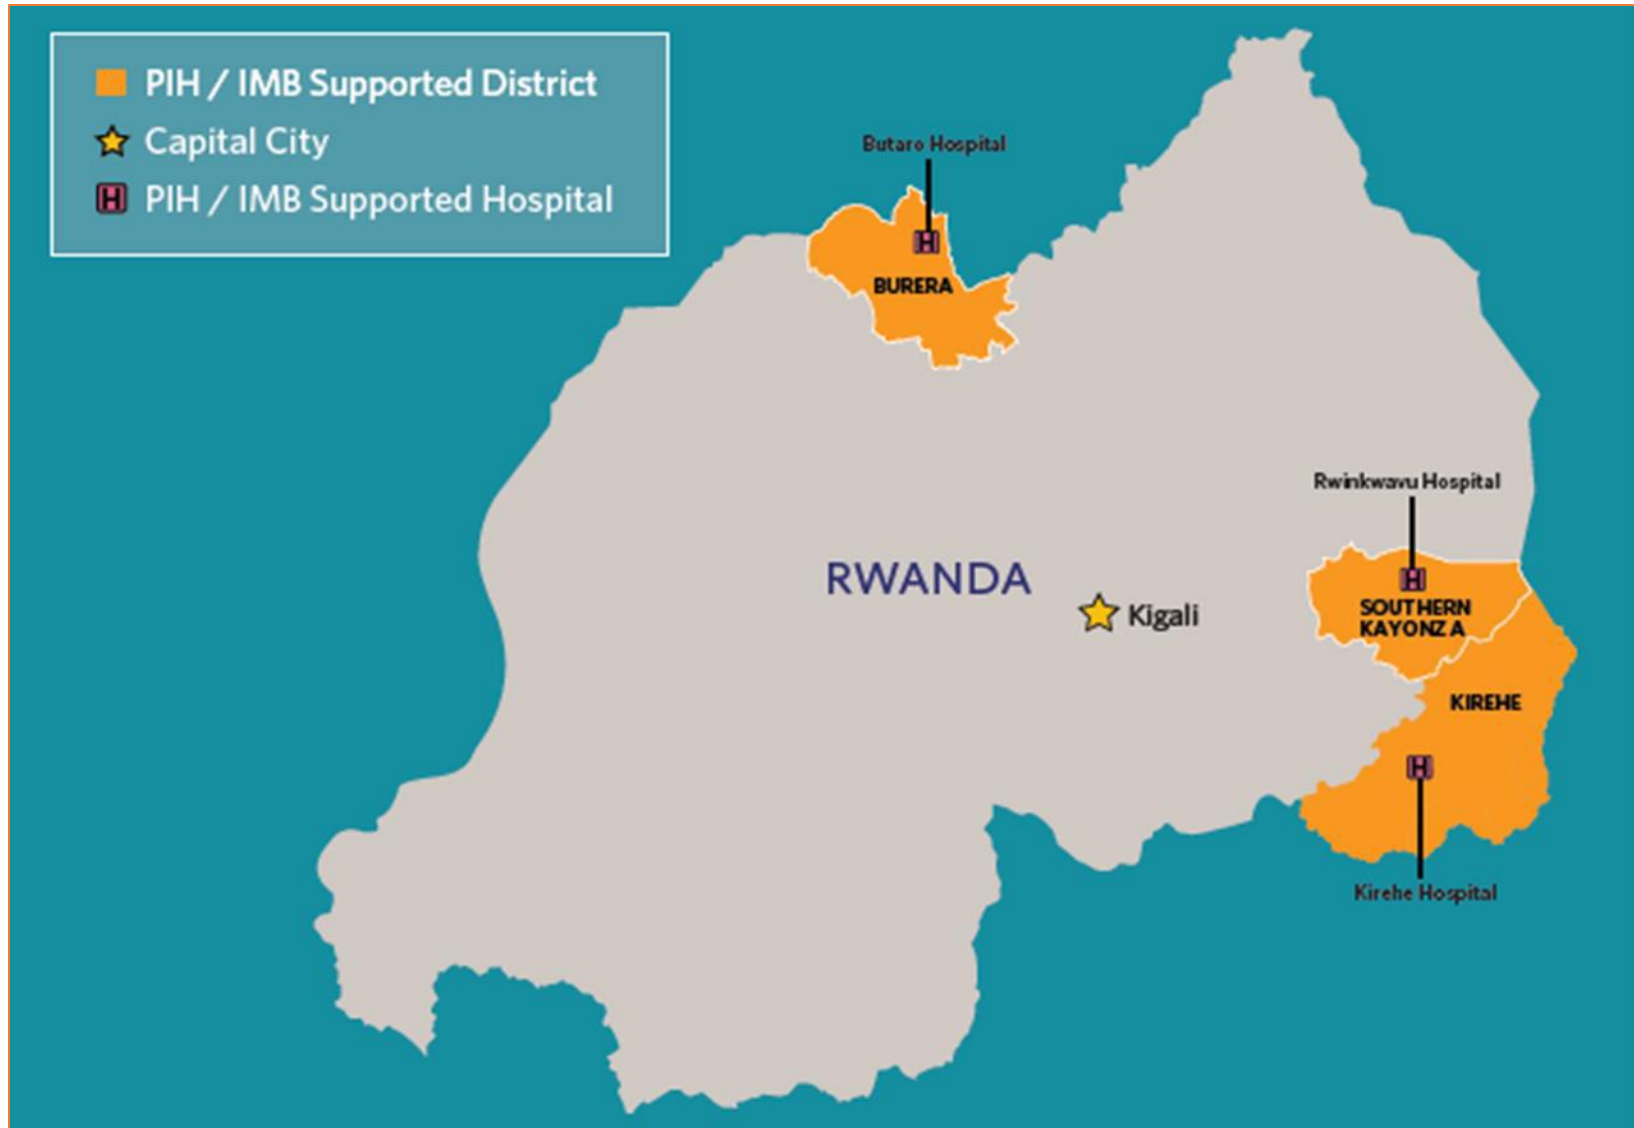 PIH / IMB Supported District
Capital City
H PIH / IMB Supported Hospital
Butaro Hospital
H
BURERA
Rwinkwavu Hospital
H
SOUTHERN
KAYONZA
RWANDA
Kigali
KIREHE
H
Kirehe Hospital